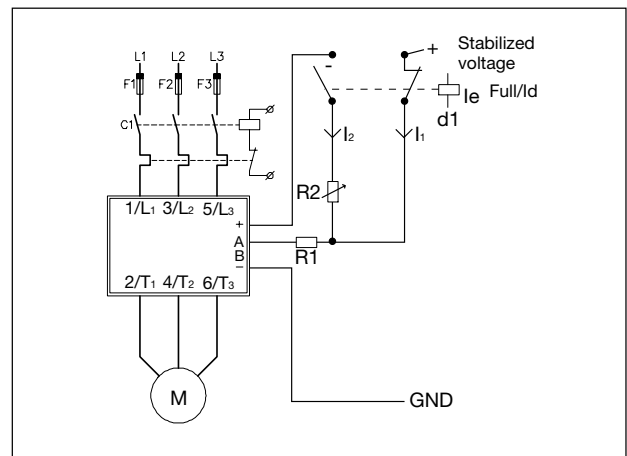 L1 L2 L3
F1 F2 F3
C1
+ Stabilized voltage
-
Ie Full/Id
d1
I2 I1
R2
1/L1 3/L2 5/L3
+
A
B
−
R1
2/T1 4/T2 6/T3
M
GND